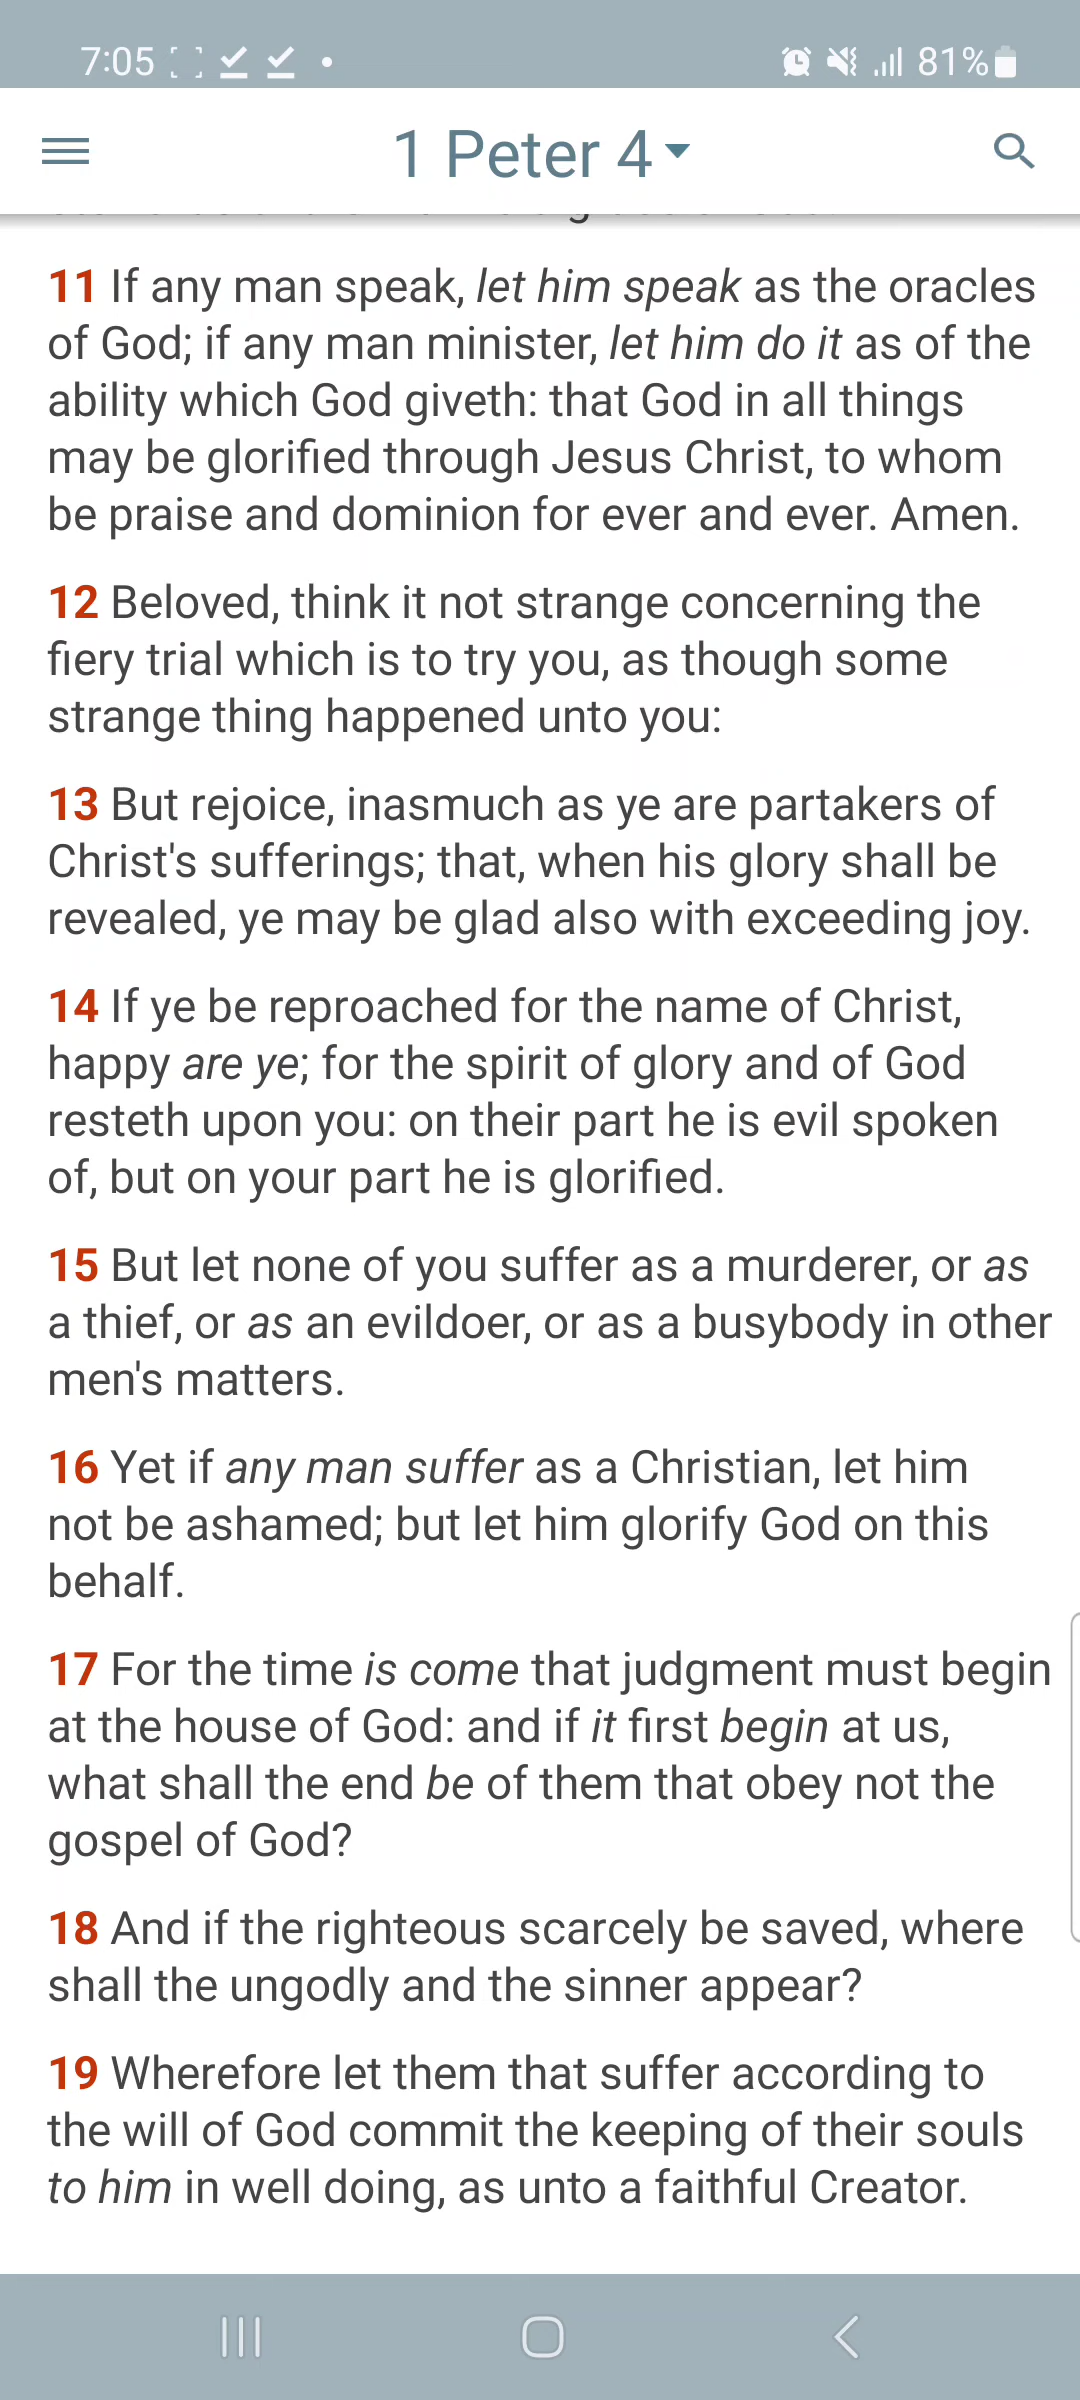 7:05
81%
1 Peter 4
11 If any man speak, let him speak as the oracles
of God; if any man minister, let him do it as of the
ability which God giveth: that God in all things
may be glorified through Jesus Christ, to whom
be praise and dominion for ever and ever. Amen.
12 Beloved, think it not strange concerning the
fiery trial which is to try you, as though some
strange thing happened unto you:
13 But rejoice, inasmuch as ye are partakers of
Christ's sufferings; that, when his glory shall be
revealed, ye may be glad also with exceeding joy.
14 If ye be reproached for the name of Christ,
happy are ye; for the spirit of glory and of God
resteth upon you: on their part he is evil spoken
of, but on your part he is glorified.
15 But let none of you suffer as a murderer, or as
a thief, or as an evildoer, or as a busybody in other
men's matters.
16 Yet if any man suffer as a Christian, let him
not be ashamed; but let him glorify God on this
behalf.
17 For the time is come that judgment must begin
at the house of God: and if it first begin at us,
what shall the end be of them that obey not the
gospel of God?
18 And if the righteous scarcely be saved, where
shall the ungodly and the sinner appear?
19 Wherefore let them that suffer according to
the will of God commit the keeping of their souls
to him in well doing, as unto a faithful Creator.